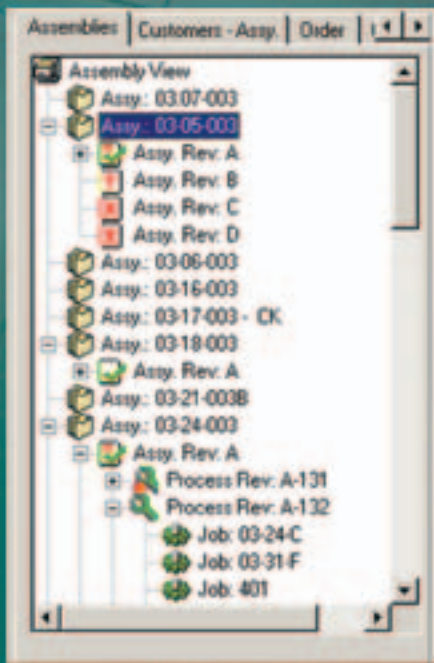 Assemblies Customers - Assy. Order
Assembly View
Assy.: 03-07-003
Assy.: 03-05-003
Assy. Rev: A
Assy. Rev: B
Assy. Rev: C
Assy. Rev: D
Assy.: 03-06-003
Assy.: 03-16-003
Assy.: 03-17-003 - CK
Assy.: 03-18-003
Assy. Rev: A
Assy.: 03-21-003B
Assy.: 03-24-003
Assy. Rev: A
Process Rev: A-131
Process Rev: A-132
Job: 03-24-C
Job: 03-31-F
Job: 401